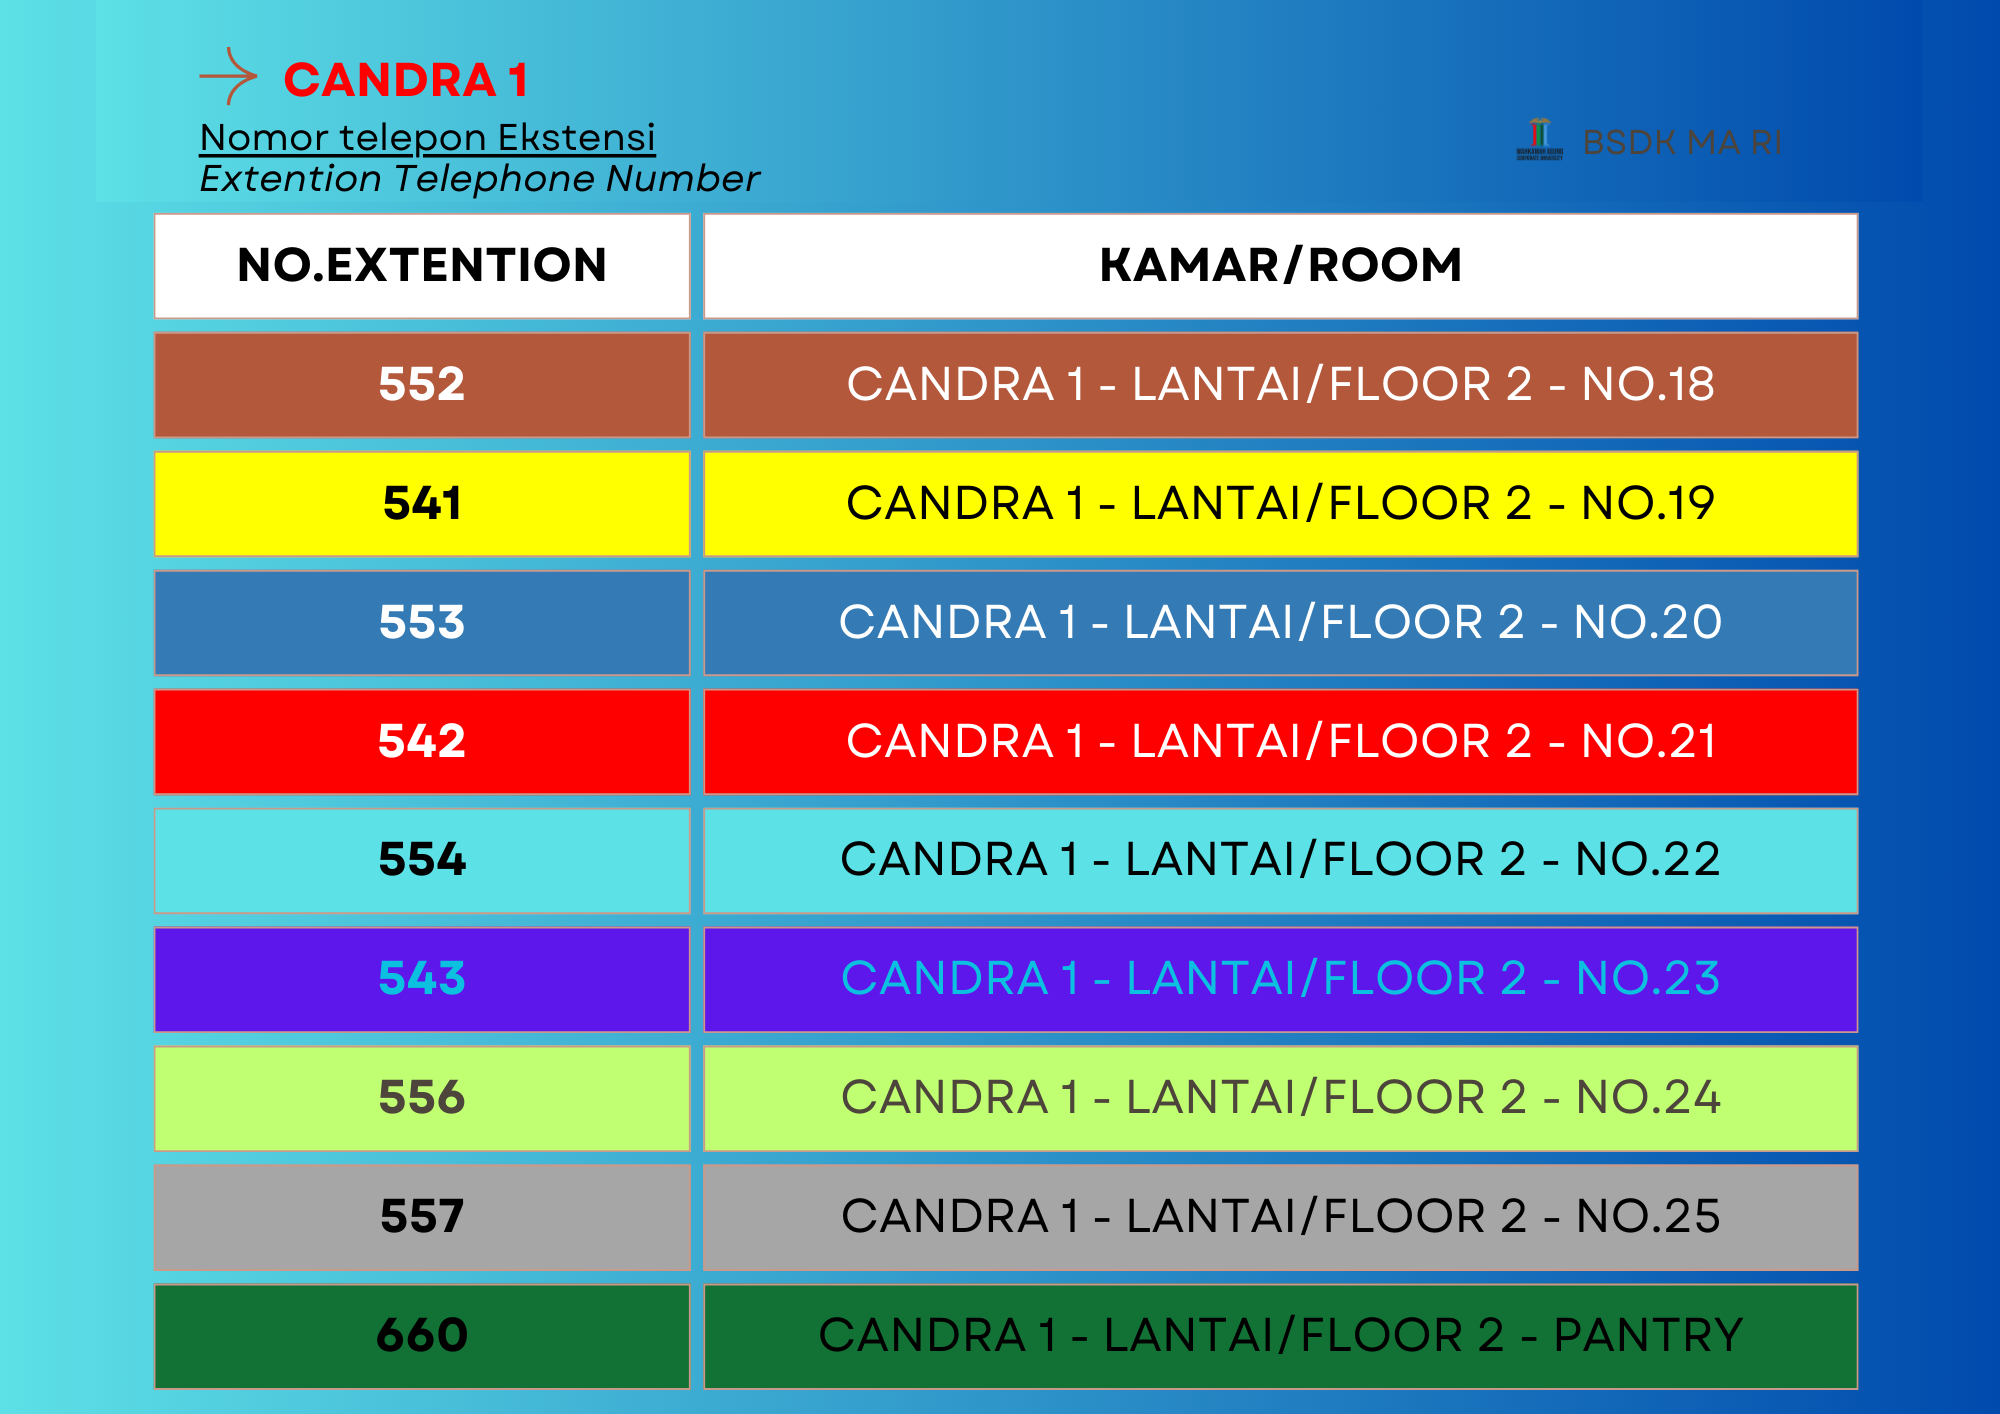 CANDRA 1
Nomor telepon Ekstensi
Extention Telephone Number
MAHKAMAH AGUNG
CORPORATE UNIVERSITY
BSDK MA RI
NO.EXTENTION KAMAR/ROOM
552 CANDRA 1 - LANTAI/FLOOR 2 - NO.18
541 CANDRA 1 - LANTAI/FLOOR 2 - NO.19
553 CANDRA 1 - LANTAI/FLOOR 2 - NO.20
542 CANDRA 1 - LANTAI/FLOOR 2 - NO.21
554 CANDRA 1 - LANTAI/FLOOR 2 - NO.22
543 CANDRA 1 - LANTAI/FLOOR 2 - NO.23
556 CANDRA 1 - LANTAI/FLOOR 2 - NO.24
557 CANDRA 1 - LANTAI/FLOOR 2 - NO.25
660 CANDRA 1 - LANTAI/FLOOR 2 - PANTRY